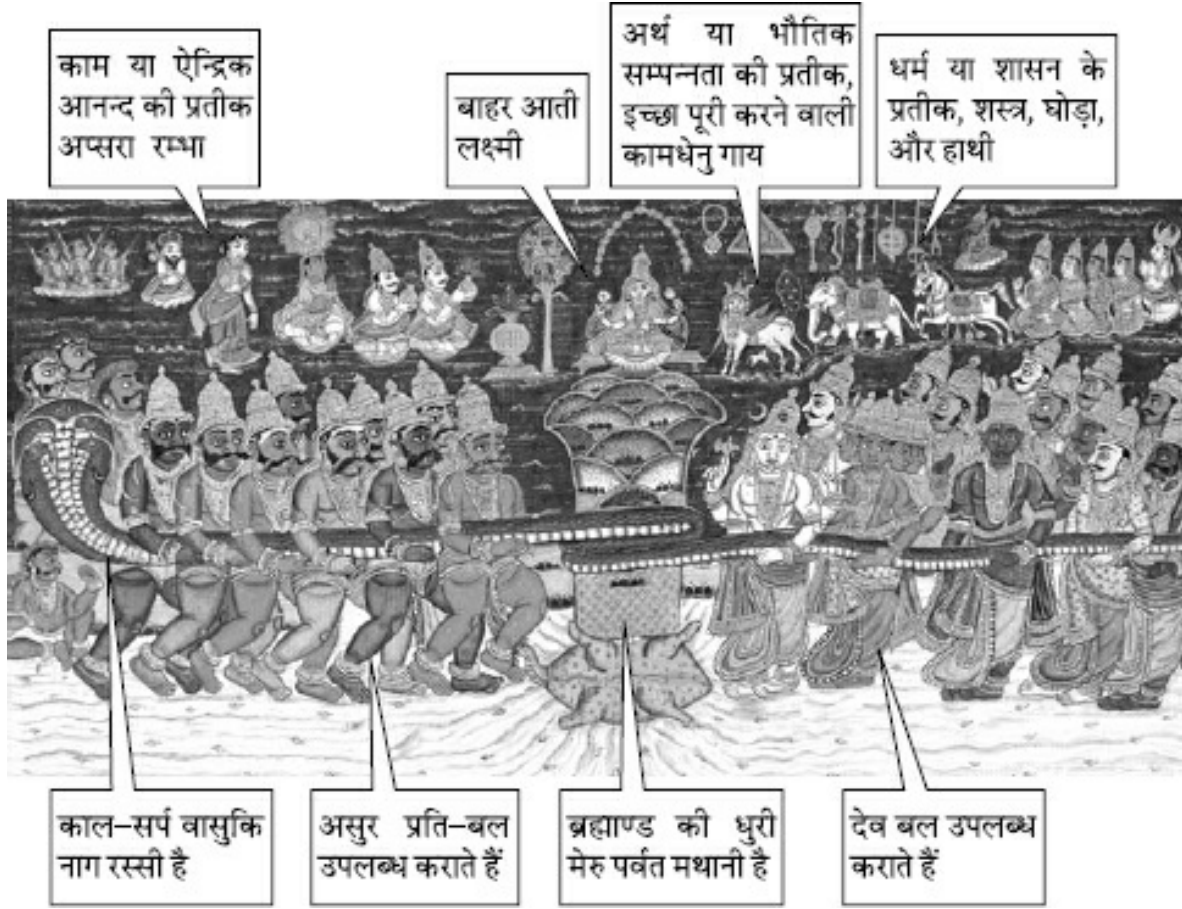 काम या ऐन्द्रिक
आनन्द की प्रतीक
अप्सरा रम्भा
बाहर आती
लक्ष्मी
अर्थ या भौतिक
सम्पन्नता की प्रतीक,
इच्छा पूरी करने वाली
कामधेनु गाय
धर्म या शासन के
प्रतीक, शस्त्र, घोड़ा,
और हाथी
काल–सर्प वासुकि
नाग रस्सी है
असुर प्रति–बल
उपलब्ध कराते हैं
ब्रह्माण्ड की धुरी
मेरु पर्वत मथानी है
देव बल उपलब्ध
कराते हैं